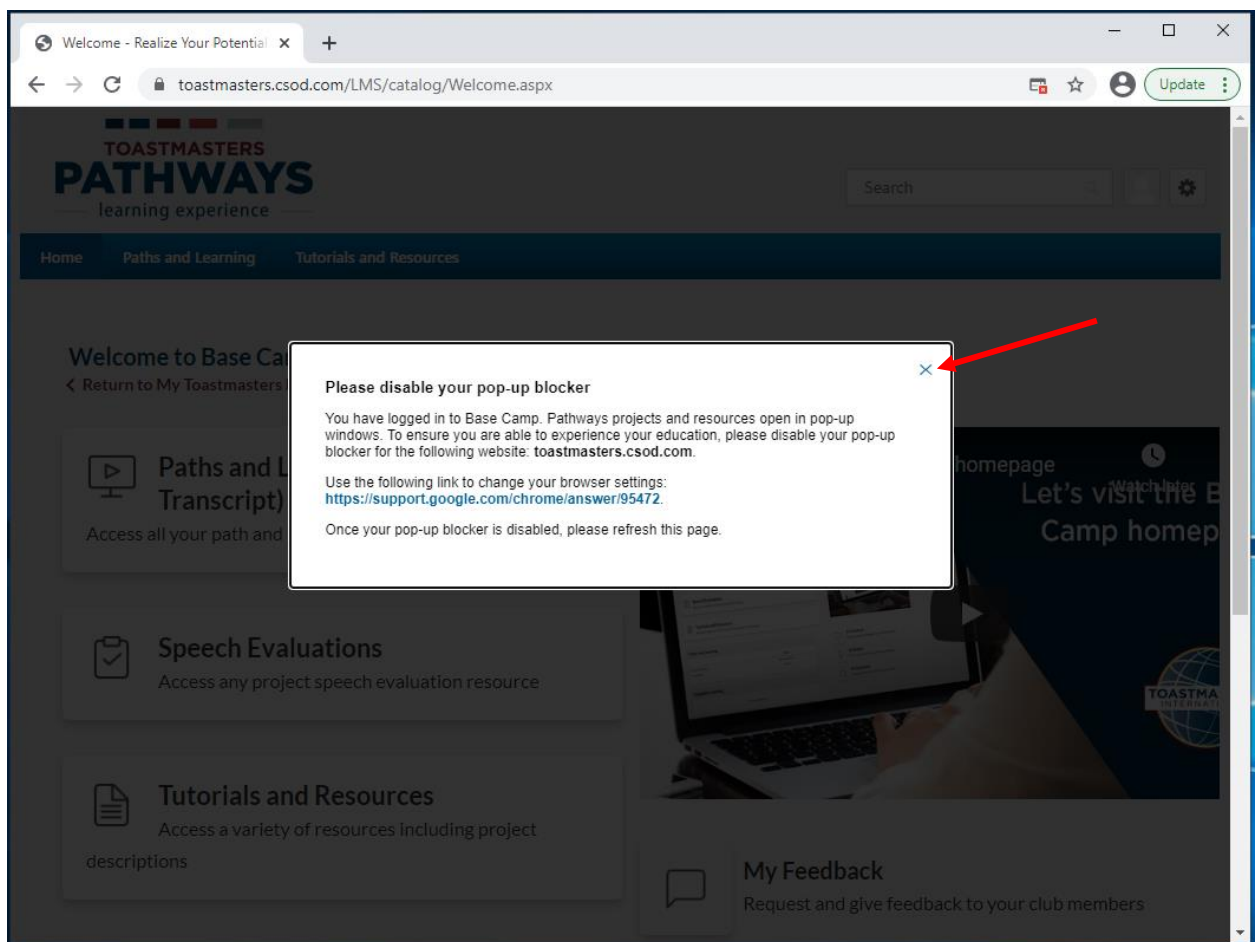 Welcome - Realize Your Potential
toastmasters.csod.com/LMS/catalog/Welcome.aspx
Update
TOASTMASTERS
PATHWAYS
learning experience
Search
Home Paths and Learning Tutorials and Resources
Welcome to Base Ca
Return to My Toastmasters
Please disable your pop-up blocker
You have logged in to Base Camp. Pathways projects and resources open in pop-up
windows. To ensure you are able to experience your education, please disable your pop-up
blocker for the following website: toastmasters.csod.com.
Use the following link to change your browser settings:
https://support.google.com/chrome/answer/95472.
Once your pop-up blocker is disabled, please refresh this page.
Paths and L
Transcript)
Access all your path and
homepage
Watch later
Let's visit the B
Camp homep
TOASTMA
INTERNATI
Speech Evaluations
Access any project speech evaluation resource
Tutorials and Resources
Access a variety of resources including project
descriptions
My Feedback
Request and give feedback to your club members